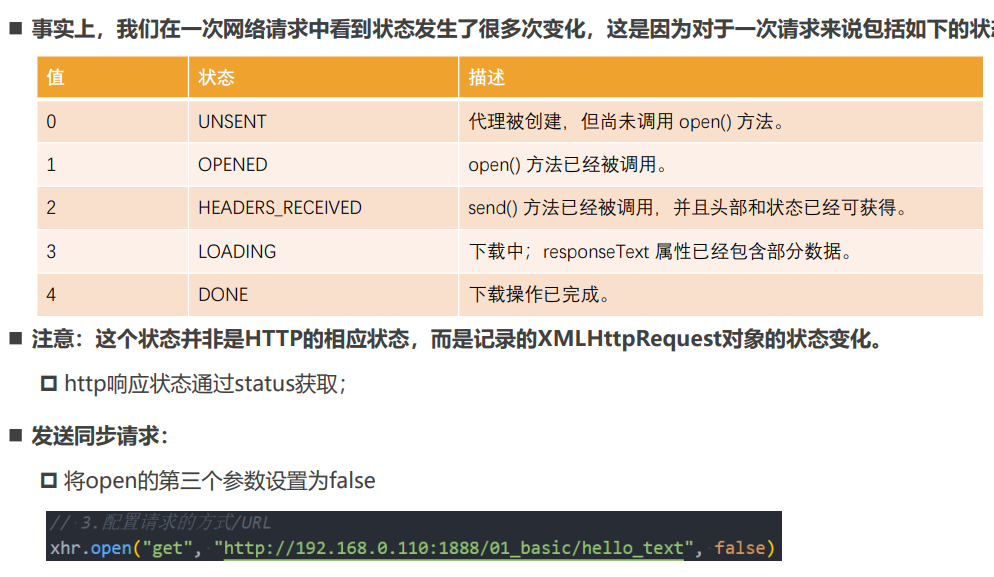 事实上，我们在一次网络请求中看到状态发生了很多次变化，这是因为对于一次请求来说包括如下的状
值 状态 描述
0 UNSENT 代理被创建，但尚未调用 open() 方法。
1 OPENED open() 方法已经被调用。
2 HEADERS_RECEIVED send() 方法已经被调用，并且头部和状态已经可获得。
3 LOADING 下载中；responseText 属性已经包含部分数据。
4 DONE 下载操作已完成。
注意：这个状态并非是HTTP的相应状态，而是记录的XMLHttpRequest对象的状态变化。
http响应状态通过status获取；
发送同步请求：
将open的第三个参数设置为false
// 3.配置请求的方式/URL
xhr.open("get", "http://192.168.0.110:1888/01_basic/hello_text", false)